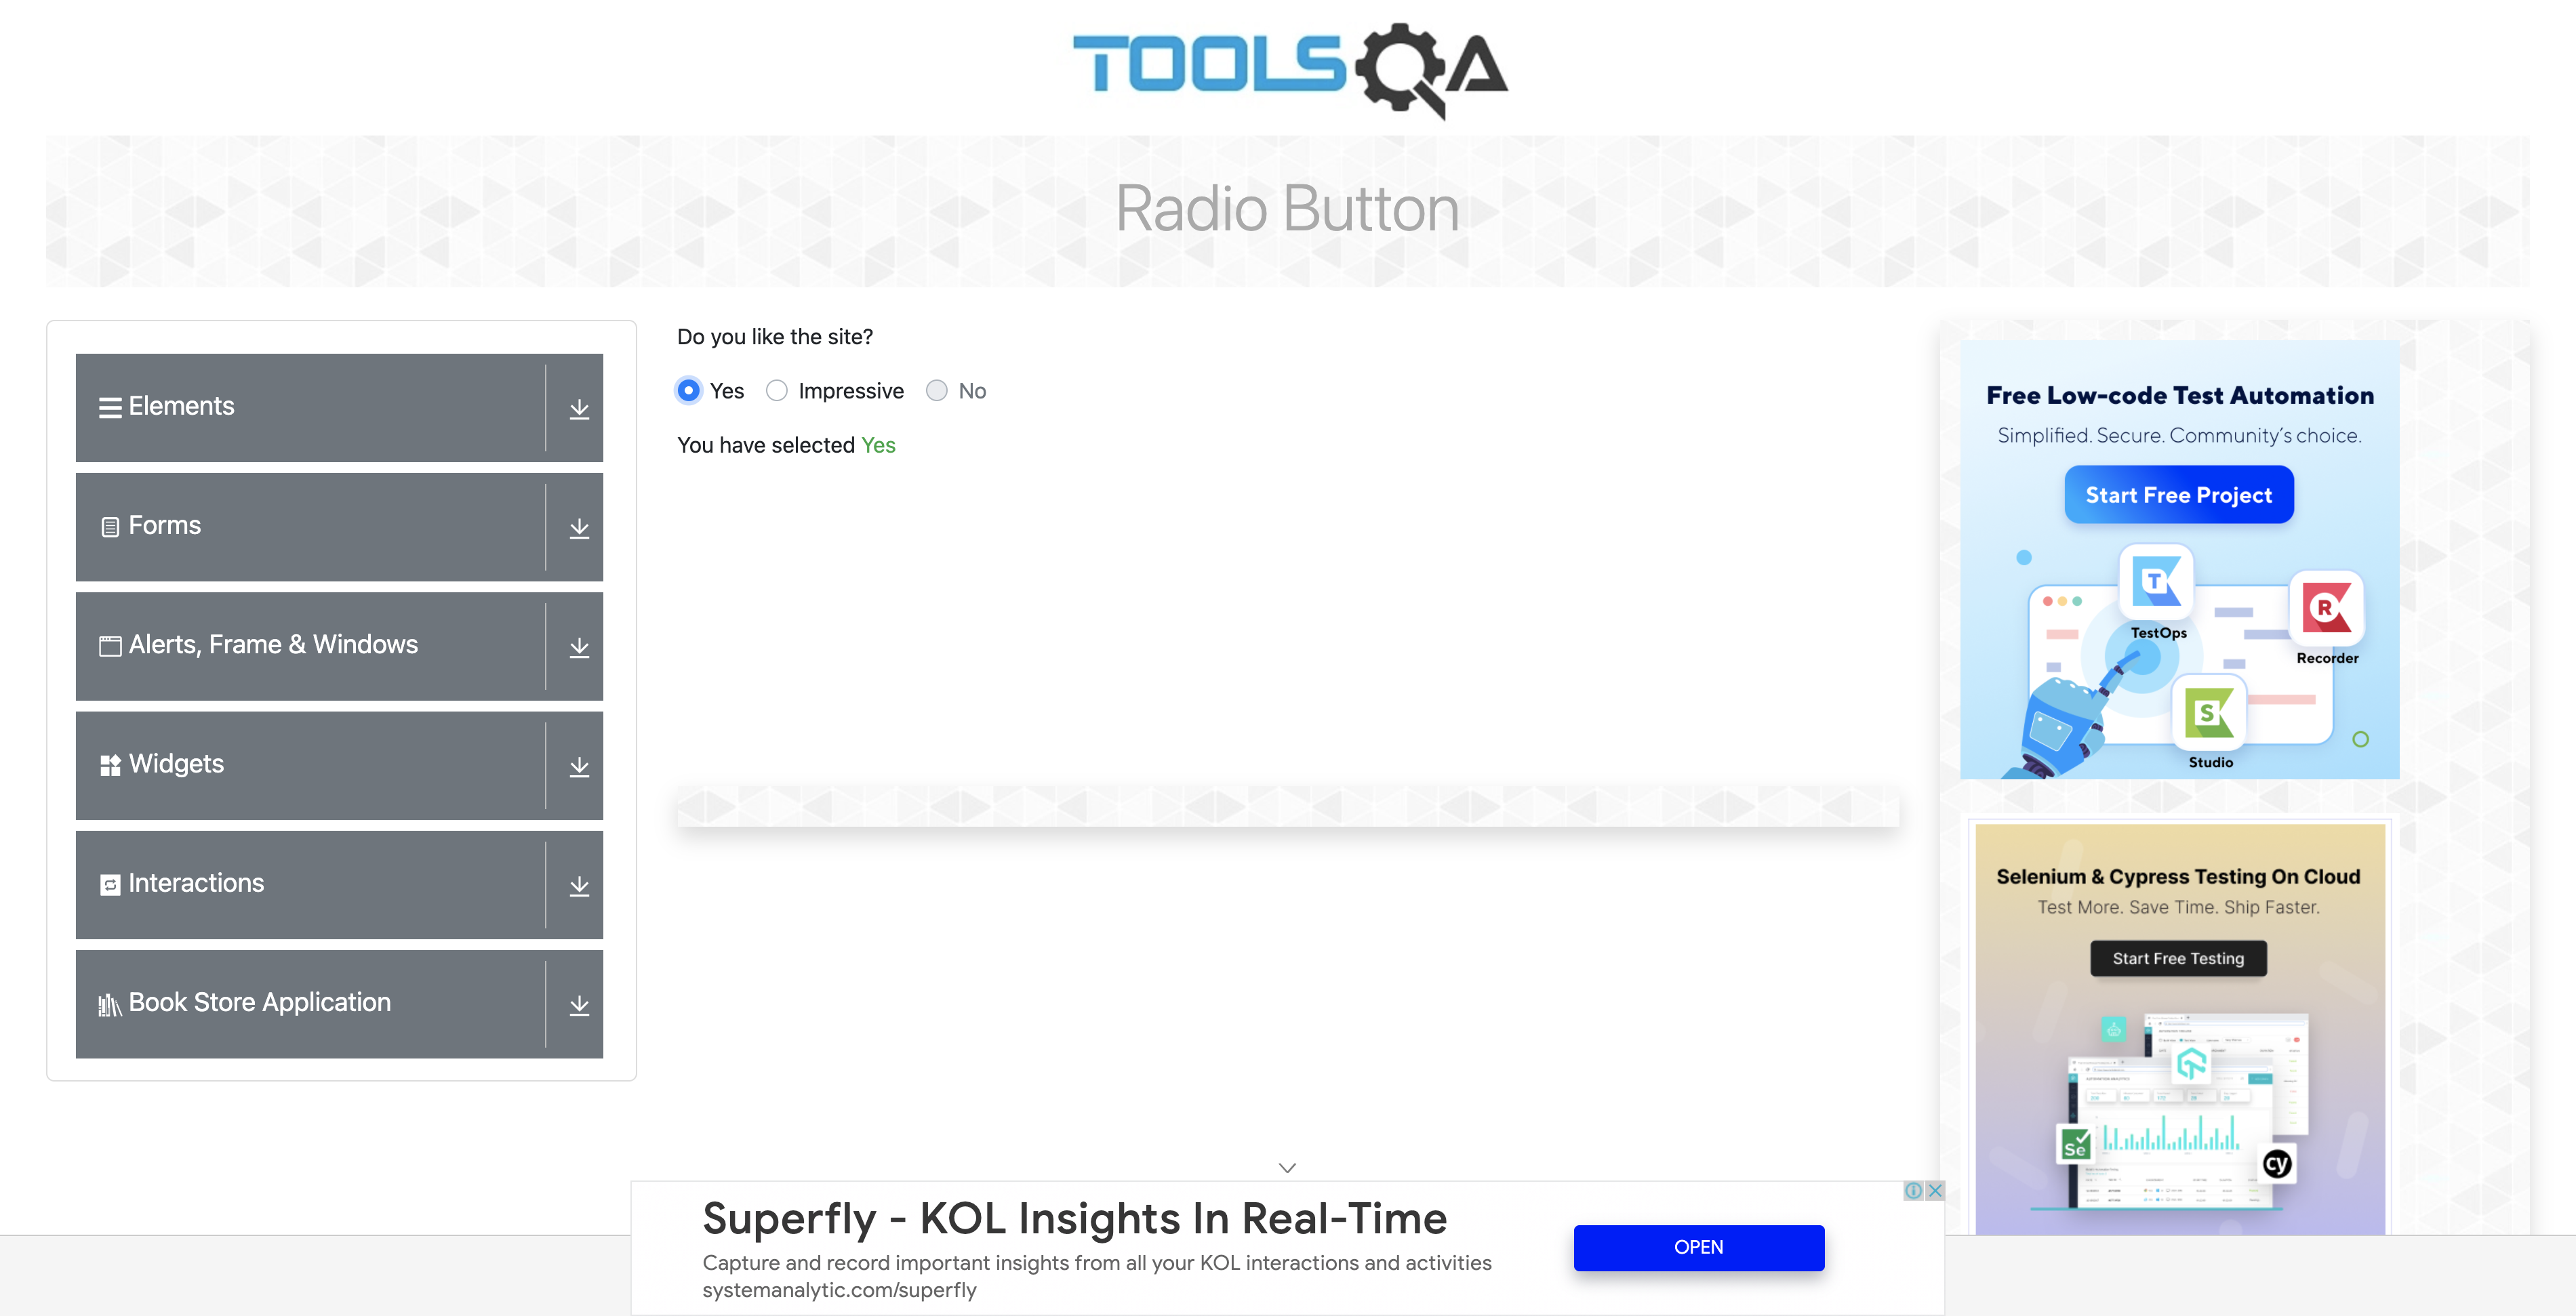 TOOLSQA
Radio Button
Elements
Forms
Alerts, Frame & Windows
Widgets
Interactions
Book Store Application
Do you like the site?
Yes Impressive No
You have selected Yes
Free Low-code Test Automation
Simplified. Secure. Community's choice.
Start Free Project
T
TestOps
R
Recorder
S
Studio
Selenium & Cypress Testing On Cloud
Test More. Save Time. Ship Faster.
Start Free Testing
Se
cy
Superfly - KOL Insights In Real-Time
Capture and record important insights from all your KOL interactions and activities
systemanalytic.com/superfly
OPEN